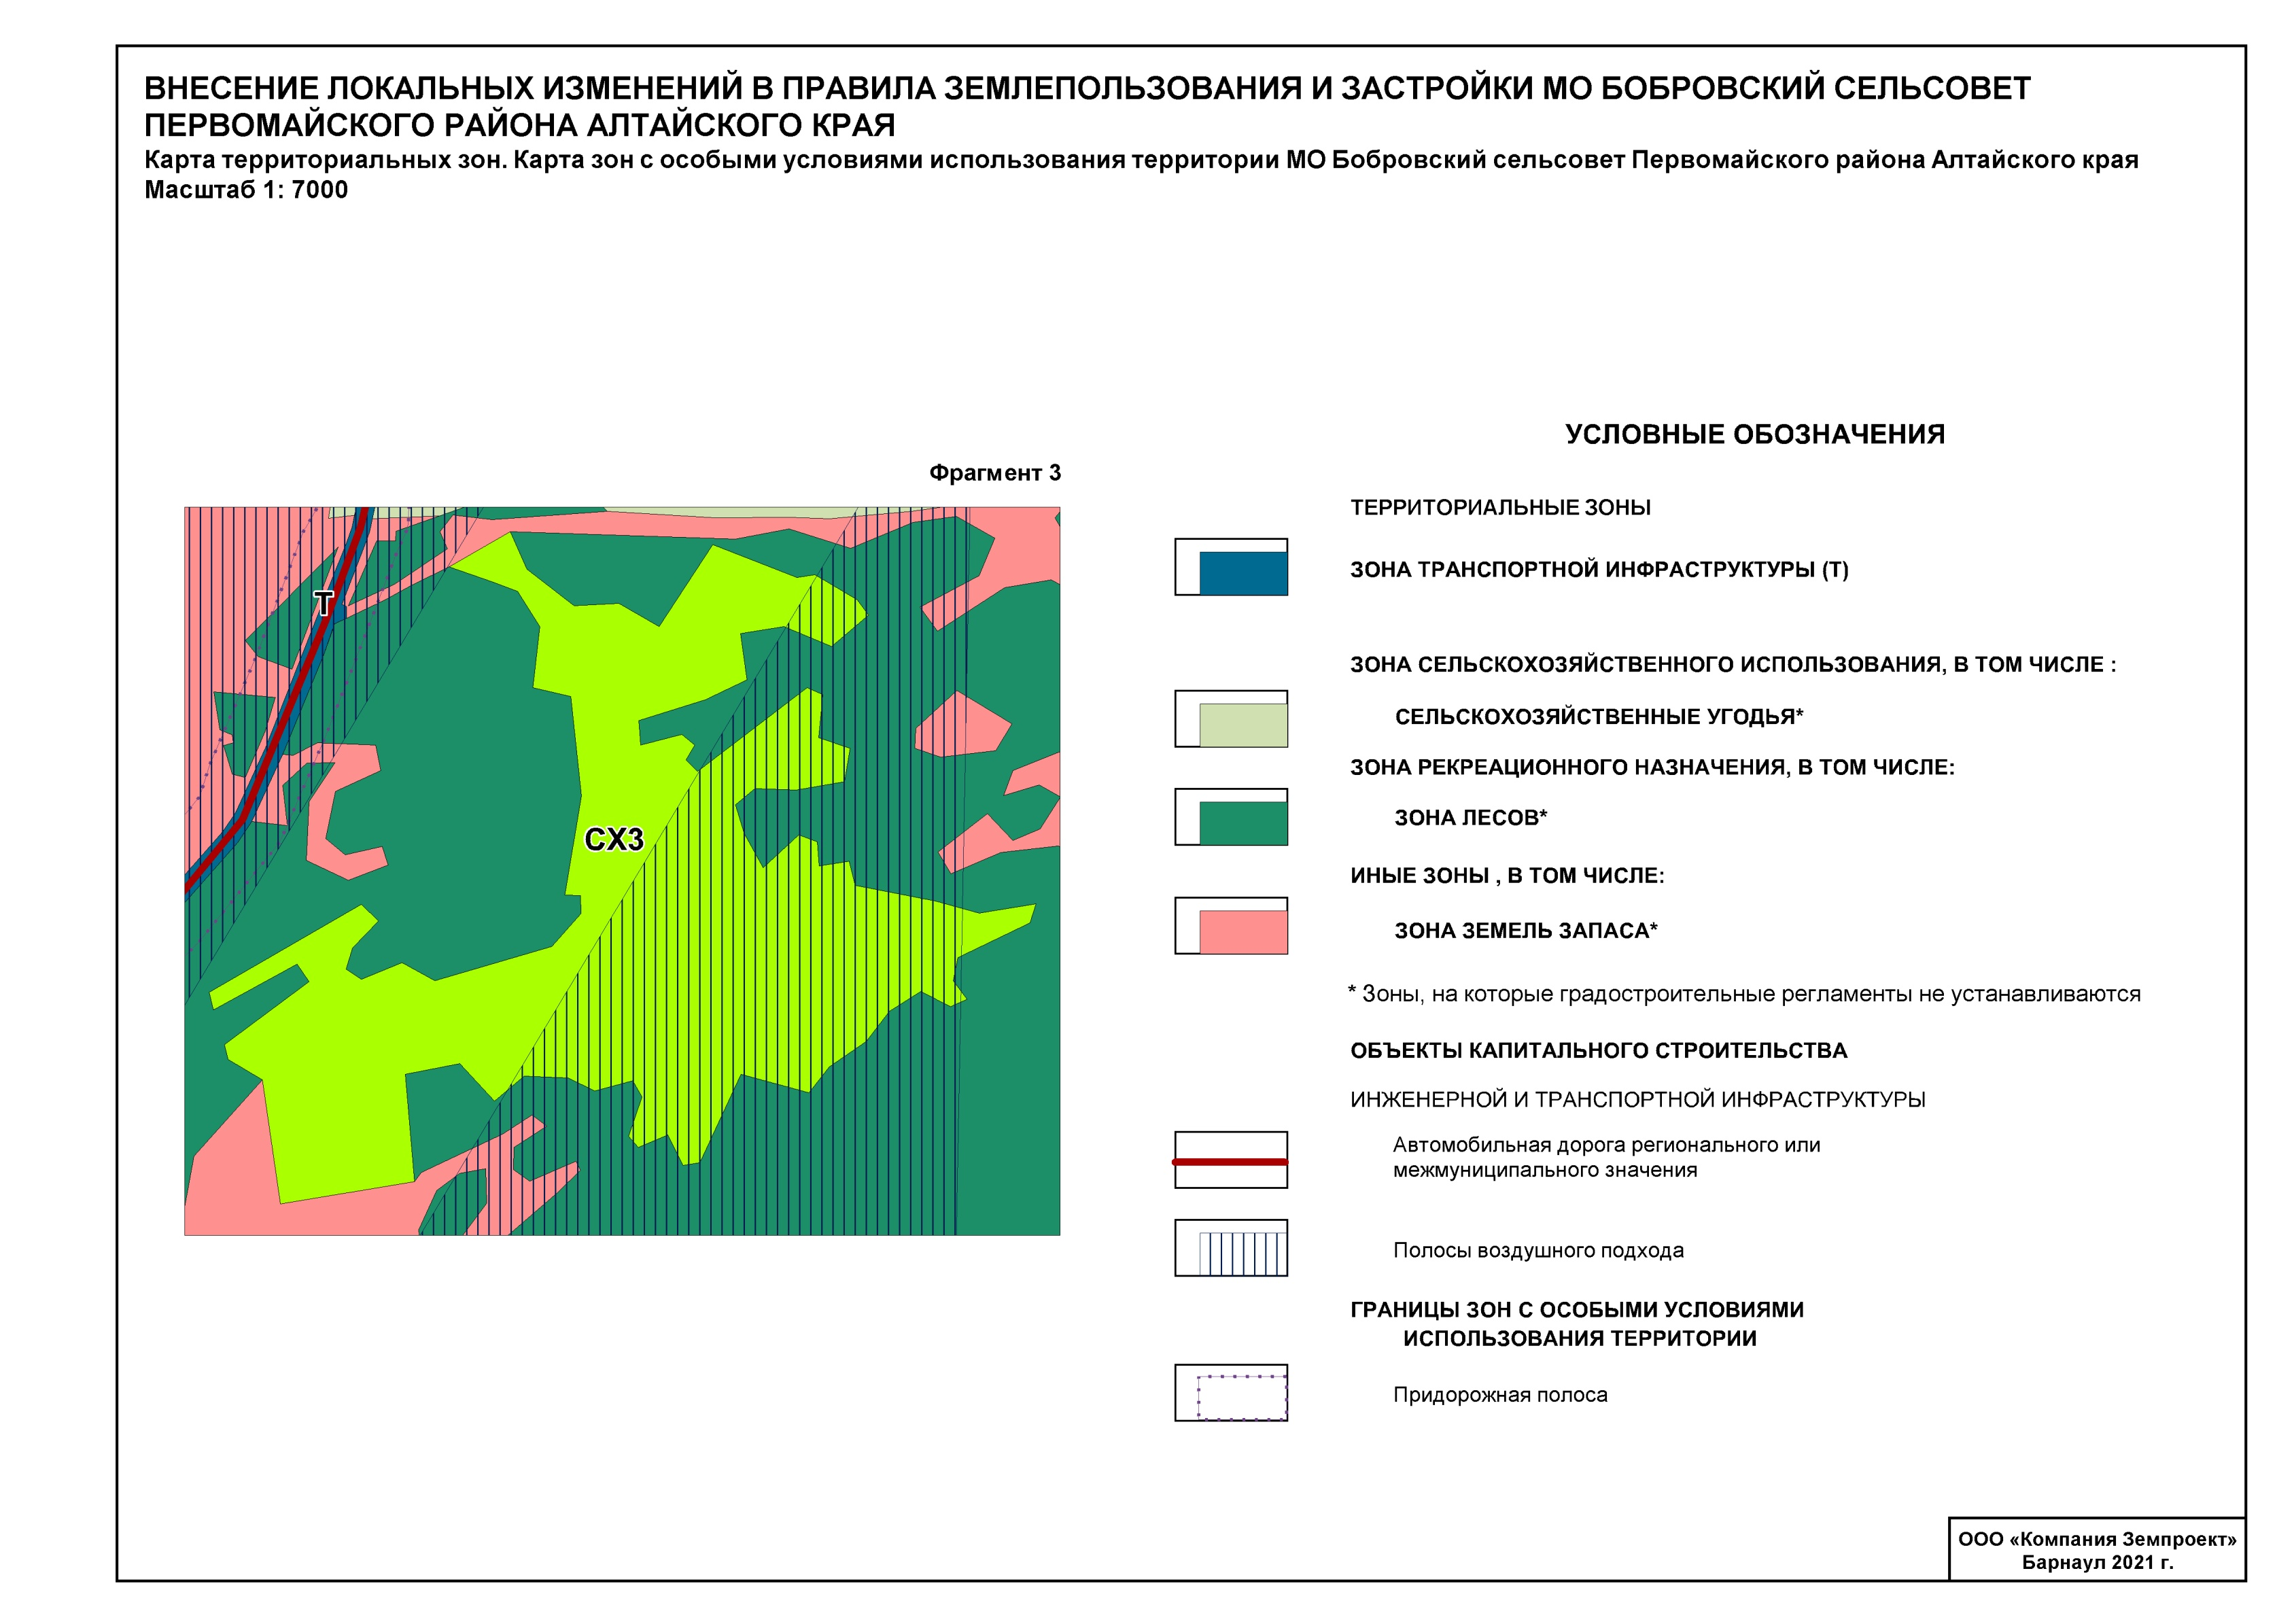 ВНЕСЕНИЕ ЛОКАЛЬНЫХ ИЗМЕНЕНИЙ В ПРАВИЛА ЗЕМЛЕПОЛЬЗОВАНИЯ И ЗАСТРОЙКИ МО БОБРОВСКИЙ СЕЛЬСОВЕТ
ПЕРВОМАЙСКОГО РАЙОНА АЛТАЙСКОГО КРАЯ
Карта территориальных зон. Карта зон с особыми условиями использования территории МО Бобровский сельсовет Первомайского района Алтайского края
Масштаб 1: 7000
Фрагмент 3
Т
СХЗ
УСЛОВНЫЕ ОБОЗНАЧЕНИЯ
ТЕРРИТОРИАЛЬНЫЕ ЗОНЫ
ЗОНА ТРАНСПОРТНОЙ ИНФРАСТРУКТУРЫ (Т)
ЗОНА СЕЛЬСКОХОЗЯЙСТВЕННОГО ИСПОЛЬЗОВАНИЯ, В ТОМ ЧИСЛЕ :
СЕЛЬСКОХОЗЯЙСТВЕННЫЕ УГОДЬЯ*
ЗОНА РЕКРЕАЦИОННОГО НАЗНАЧЕНИЯ, В ТОМ ЧИСЛЕ:
ЗОНА ЛЕСОВ*
ИНЫЕ ЗОНЫ , В ТОМ ЧИСЛЕ:
ЗОНА ЗЕМЕЛЬ ЗАПАСА*
* Зоны, на которые градостроительные регламенты не устанавливаются
ОБЪЕКТЫ КАПИТАЛЬНОГО СТРОИТЕЛЬСТВА
ИНЖЕНЕРНОЙ И ТРАНСПОРТНОЙ ИНФРАСТРУКТУРЫ
Автомобильная дорога регионального или
межмуниципального значения
Полосы воздушного подхода
ГРАНИЦЫ ЗОН С ОСОБЫМИ УСЛОВИЯМИ
ИСПОЛЬЗОВАНИЯ ТЕРРИТОРИИ
Придорожная полоса
ООО «Компания Земпроект»
Барнаул 2021 г.